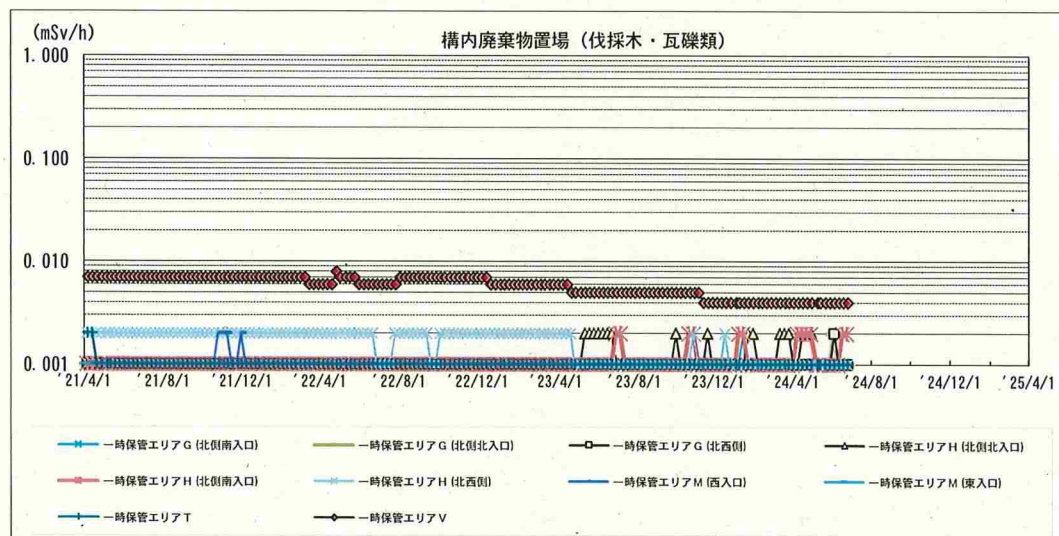 (mSv/h)
構内廃棄物置場（伐採木・瓦礫類）
1.000
0.100
0.010
0.001
'21/4/1 '21/8/1 '21/12/1 '22/4/1 '22/8/1 '22/12/1 '23/4/1 '23/8/1 '23/12/1 '24/4/1 '24/8/1 '24/12/1 '25/4/1
一時保管エリアG(北側南入口) 一時保管エリアG(北側北入口) 一時保管エリアG(北西側) 一時保管エリアH(北側北入口)
一時保管エリアH(北側南入口) 一時保管エリアH(北西側) 一時保管エリアM(西入口) 一時保管エリアM(東入口)
一時保管エリアT 一時保管エリアV